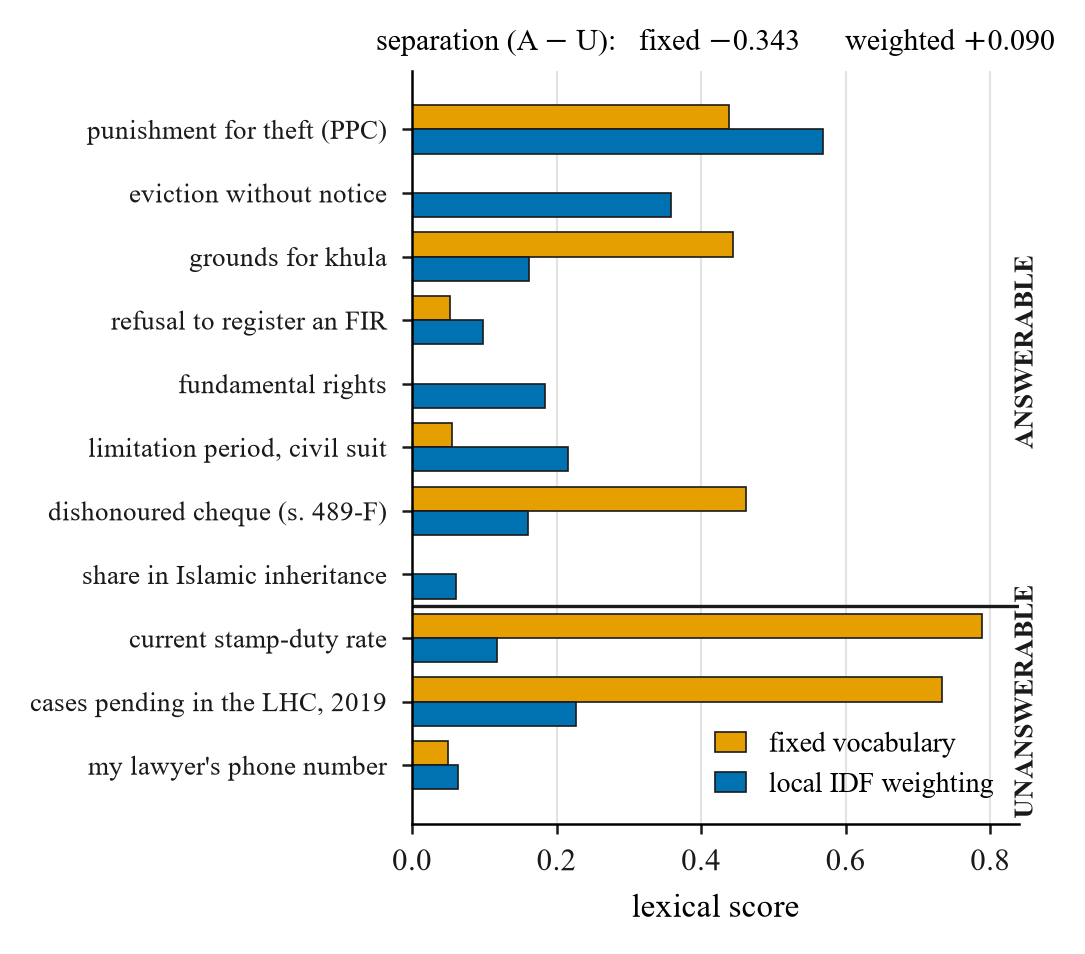 separation (A − U): fixed −0.343 weighted +0.090
punishment for theft (PPC)
eviction without notice
grounds for khula
refusal to register an FIR
fundamental rights
limitation period, civil suit
dishonoured cheque (s. 489-F)
share in Islamic inheritance
current stamp-duty rate
cases pending in the LHC, 2019
my lawyer's phone number
ANSWERABLE
UNANSWERABLE
fixed vocabulary
local IDF weighting
0.0 0.2 0.4 0.6 0.8
lexical score